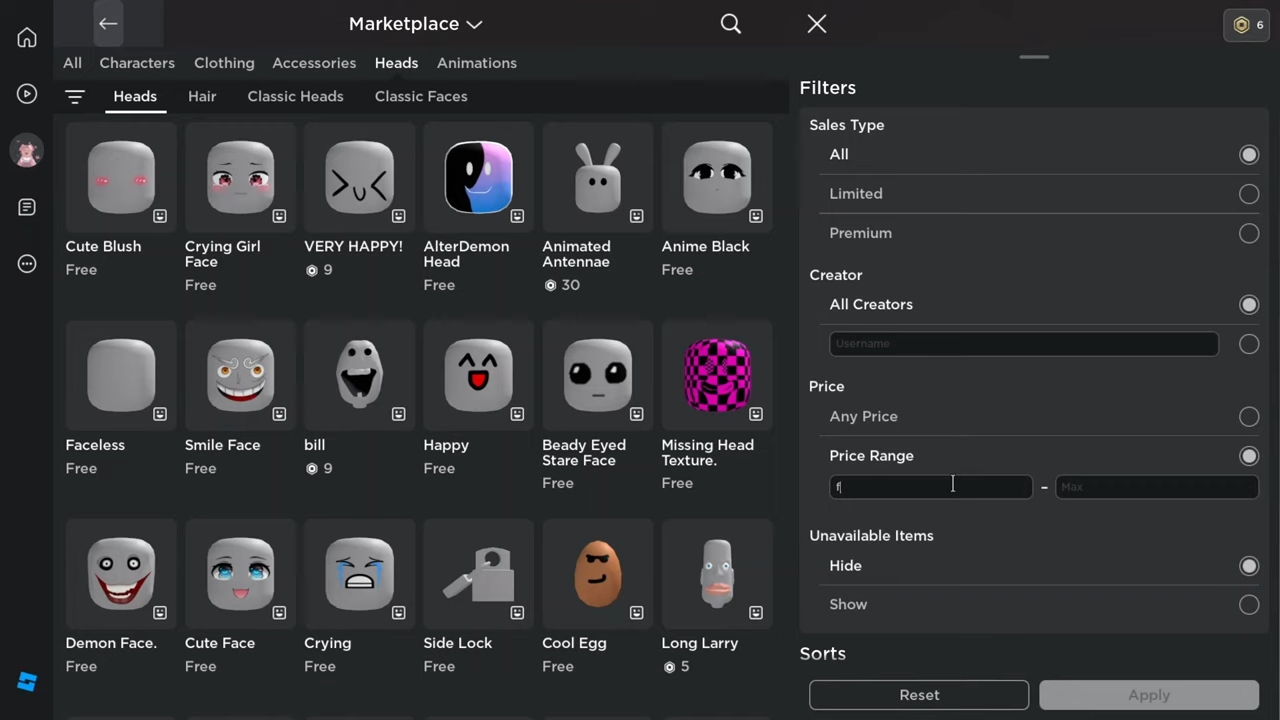 Marketplace
6
All Characters Clothing Accessories Heads Animations
Heads Hair Classic Heads Classic Faces
Cute Blush
Free
Crying Girl
Face
Free
VERY HAPPY!
9
AlterDemon
Head
Free
Animated
Antennae
30
Anime Black
Free
Faceless
Free
Smile Face
Free
bill
9
Happy
Free
Beady Eyed
Stare Face
Free
Missing Head
Texture.
Free
Demon Face.
Free
Cute Face
Free
Crying
Free
Side Lock
Free
Cool Egg
Free
Long Larry
5
Filters
Sales Type
All
Limited
Premium
Creator
All Creators
Username
Price
Any Price
Price Range
f - Max
Unavailable Items
Hide
Show
Sorts
Reset Apply